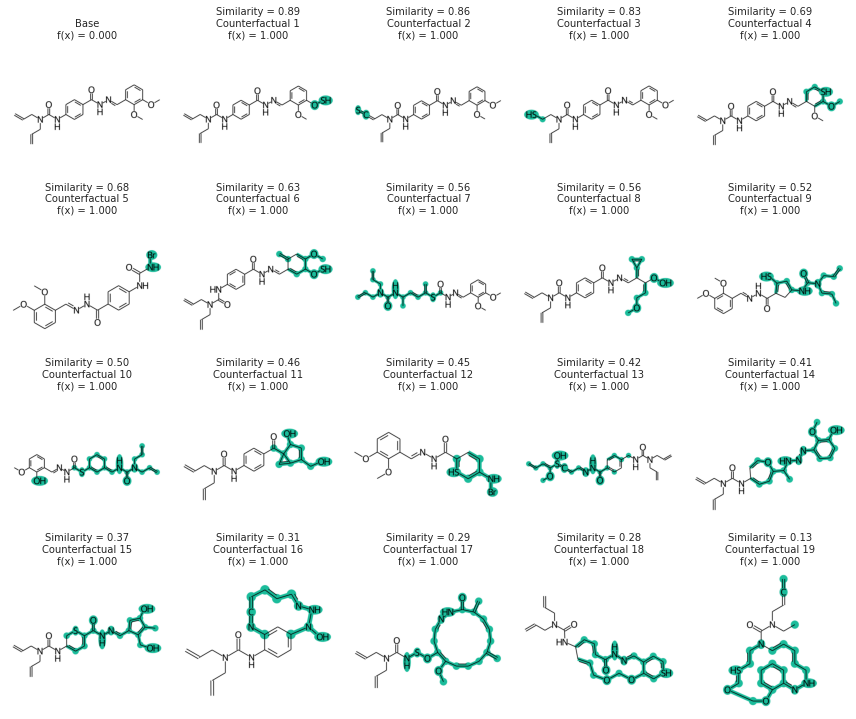 Base
f(x) = 0.000
Similarity = 0.89
Counterfactual 1
f(x) = 1.000
Similarity = 0.86
Counterfactual 2
f(x) = 1.000
Similarity = 0.83
Counterfactual 3
f(x) = 1.000
Similarity = 0.69
Counterfactual 4
f(x) = 1.000
Similarity = 0.68
Counterfactual 5
f(x) = 1.000
Similarity = 0.63
Counterfactual 6
f(x) = 1.000
Similarity = 0.56
Counterfactual 7
f(x) = 1.000
Similarity = 0.56
Counterfactual 8
f(x) = 1.000
Similarity = 0.52
Counterfactual 9
f(x) = 1.000
Similarity = 0.50
Counterfactual 10
f(x) = 1.000
Similarity = 0.46
Counterfactual 11
f(x) = 1.000
Similarity = 0.45
Counterfactual 12
f(x) = 1.000
Similarity = 0.42
Counterfactual 13
f(x) = 1.000
Similarity = 0.41
Counterfactual 14
f(x) = 1.000
Similarity = 0.37
Counterfactual 15
f(x) = 1.000
Similarity = 0.31
Counterfactual 16
f(x) = 1.000
Similarity = 0.29
Counterfactual 17
f(x) = 1.000
Similarity = 0.28
Counterfactual 18
f(x) = 1.000
Similarity = 0.13
Counterfactual 19
f(x) = 1.000